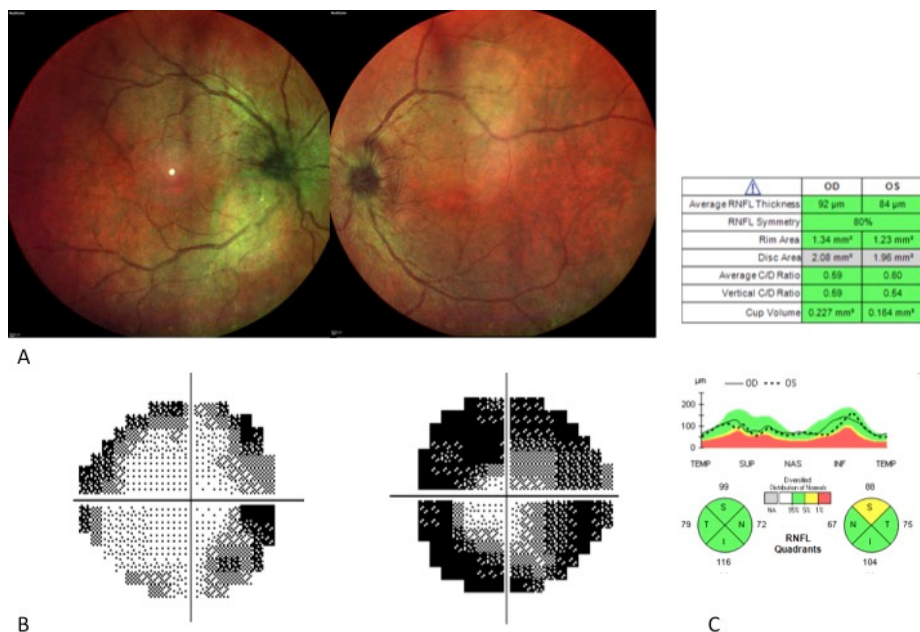 OD OS
Average RNFL Thickness 92 µm 84 µm
RNFL Symmetry 80%
Rim Area 1.34 mm² 1.23 mm²
Disc Area 2.08 mm² 1.96 mm²
Average C/D Ratio 0.59 0.60
Vertical C/D Ratio 0.59 0.54
Cup Volume 0.227 mm³ 0.164 mm³
A
µm OD OS
200
100
0
TEMP SUP NAS INF TEMP
Diversified
Distribution of Normals
NA 95% 5% 1%
99 88
S S
79 T N 72 67 N T 75
I I
RNFL
Quadrants
116 104
B C